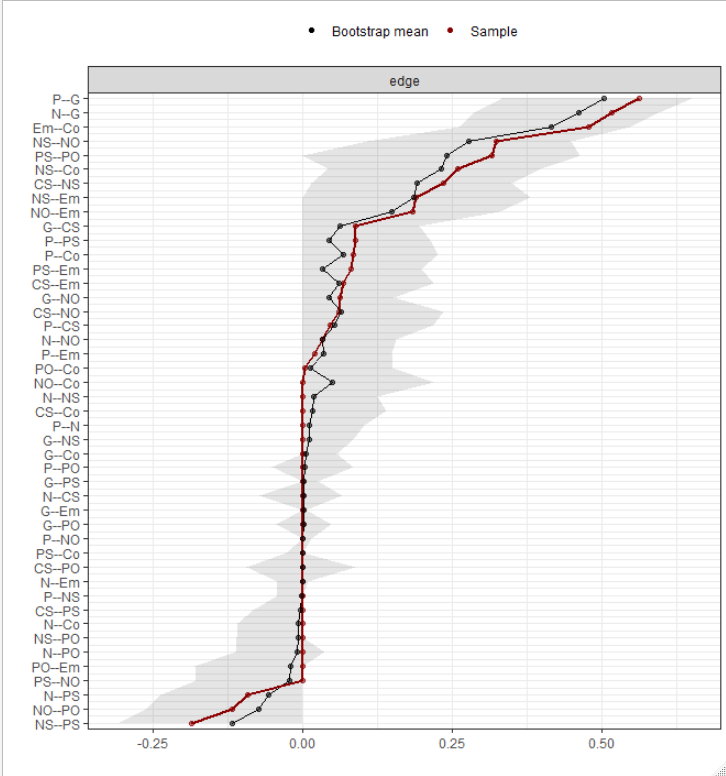 Bootstrap mean Sample
edge
P--G
N--G
Em--Co
NS--NO
PS--PO
NS--Co
CS--NS
NS--Em
NO--Em
G--CS
P--PS
P--Co
PS--Em
CS--Em
G--NO
CS--NO
P--CS
N--NO
P--Em
PO--Co
NO--Co
N--NS
CS--Co
P--N
G--NS
G--Co
P--PO
G--PS
N--CS
G--Em
G--PO
P--NO
PS--Co
CS--PO
N--Em
P--NS
CS--PS
N--Co
NS--PO
N--PO
PO--Em
PS--NO
N--PS
NO--PO
NS--PS
-0.25 0.00 0.25 0.50